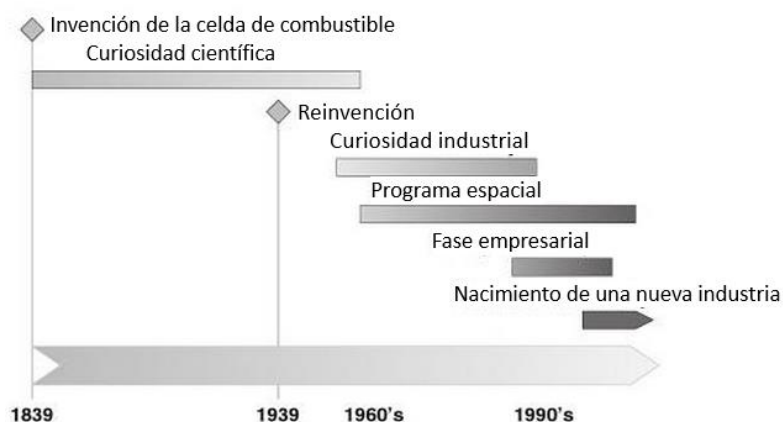 Invención de la celda de combustible
Curiosidad científica
Reinvención
Curiosidad industrial
Programa espacial
Fase empresarial
Nacimiento de una nueva industria
1839 1939 1960's 1990's